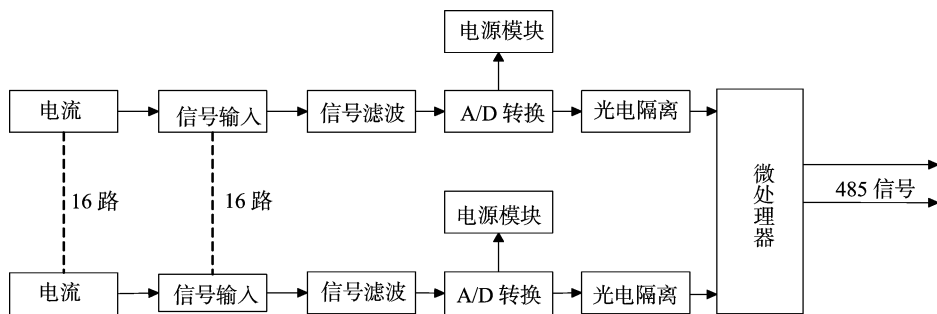 电源模块
电流
信号输入
信号滤波
A/D 转换
光电隔离
微处理器
16 路
16 路
485 信号
电源模块
电流
信号输入
信号滤波
A/D 转换
光电隔离